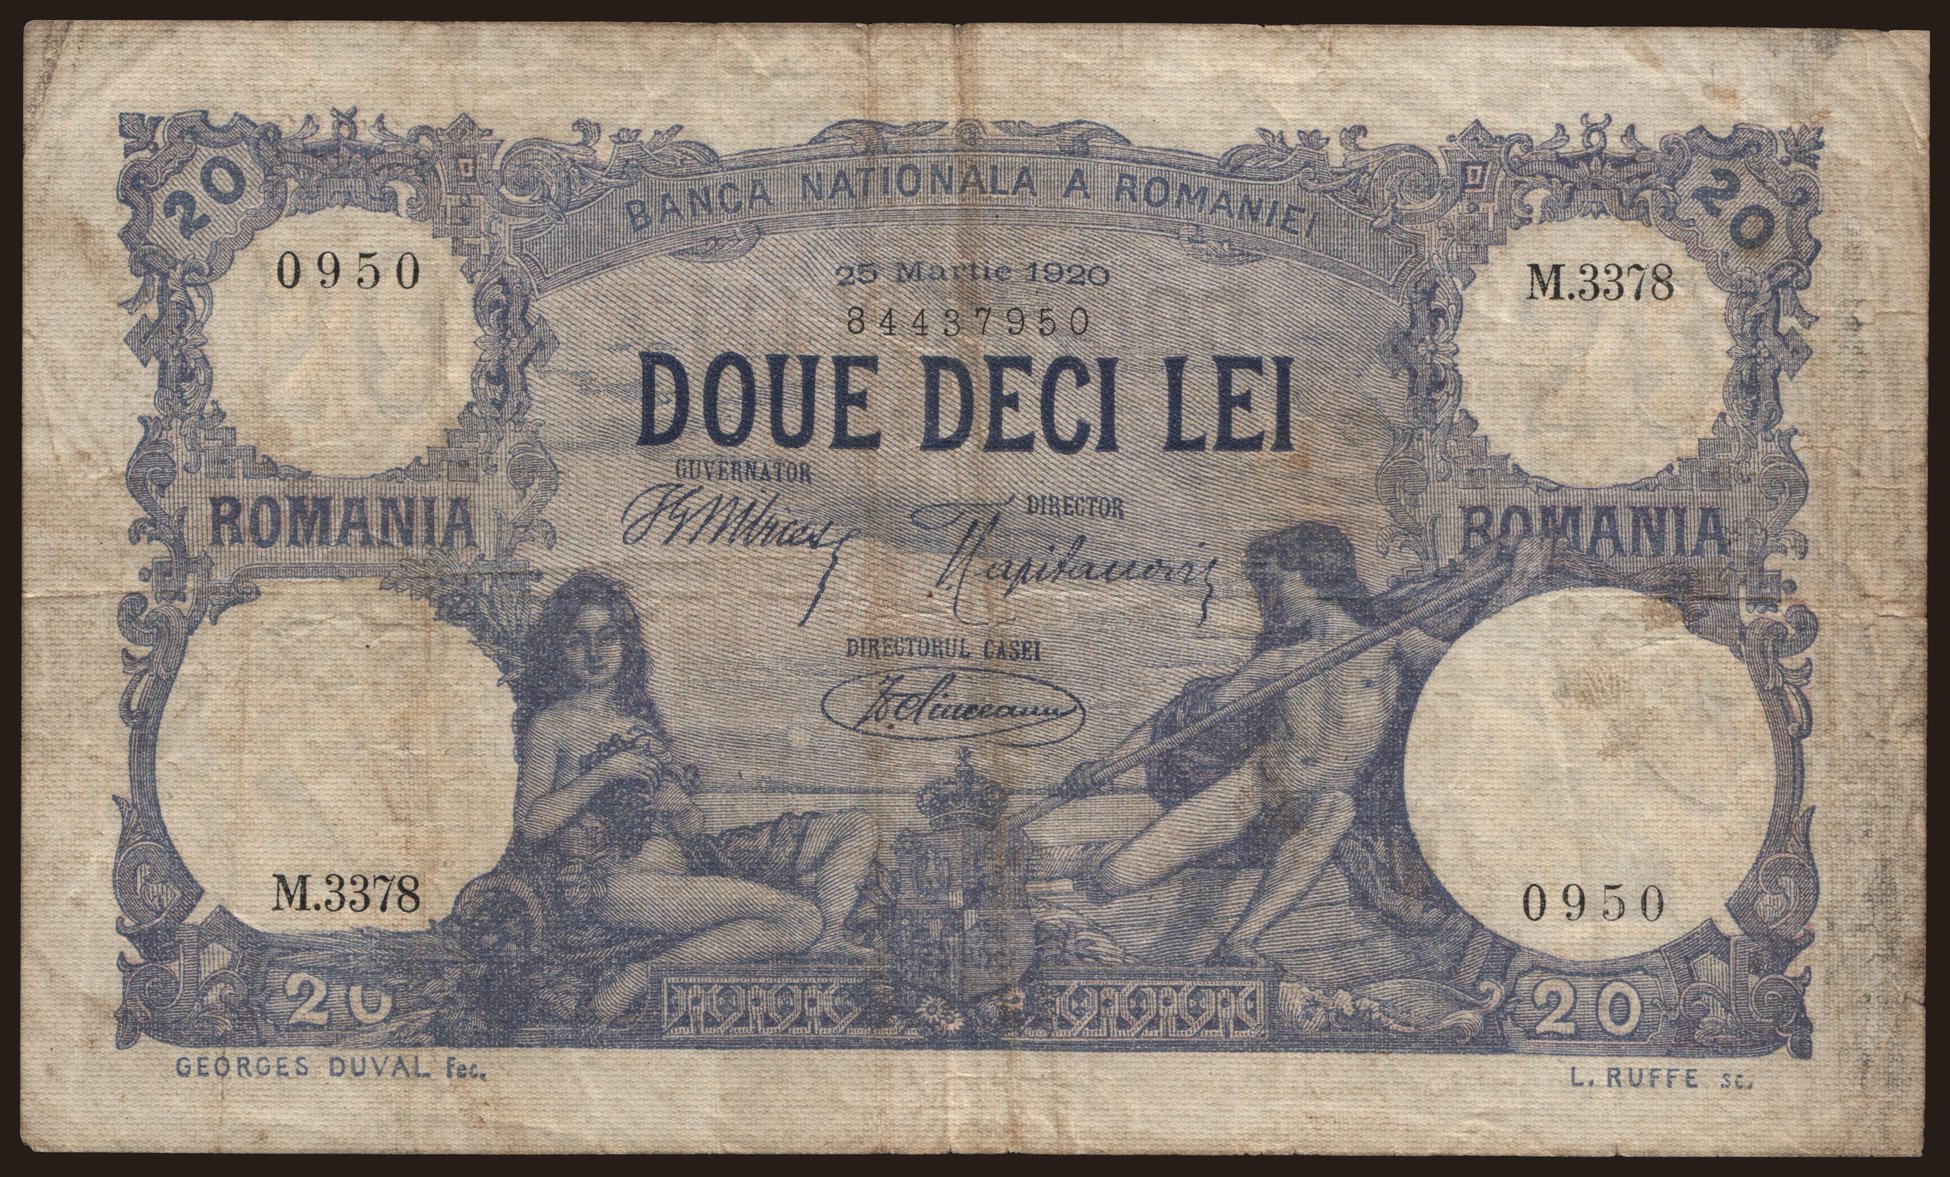 20
20
BANCA NATIONALA A ROMANIEI
0950
25 Martie 1920
M.3378
84437950
DOUE DECI LEI
GUVERNATOR
DIRECTOR
ROMANIA
ROMANIA
DIRECTORUL CASEI
M.3378
0950
20
20
GEORGES DUVAL Fec.
L. RUFFE sc.